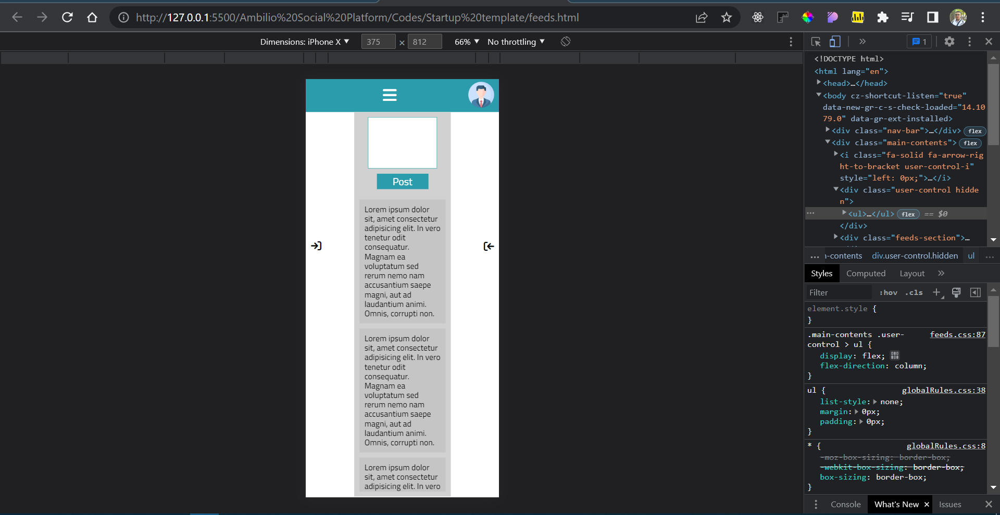 http://127.0.0.1:5500/Ambilio%20Social%20Platform/Codes/Startup%20template/feeds.html
Dimensions: iPhone X ▼ 375 × 812 66% ▼ No throttling ▼
1
Post
Lorem ipsum dolor
sit, amet consectetur
adipisicing elit. In vero
tenetur odit
consequatur.
Magnam ea
voluptatum sed
rerum nemo nam
accusantium saepe
magni, aut ad
laudantium animi.
Omnis, corrupti non.
Lorem ipsum dolor
sit, amet consectetur
adipisicing elit. In vero
tenetur odit
consequatur.
Magnam ea
voluptatum sed
rerum nemo nam
accusantium saepe
magni, aut ad
laudantium animi.
Omnis, corrupti non.
Lorem ipsum dolor
sit, amet consectetur
adipisicing elit. In vero
<!DOCTYPE html>
<html lang="en">
<head>…</head>
<body cz-shortcut-listen="true"
data-new-gr-c-s-check-loaded="14.10
79.0" data-gr-ext-installed>
<div class="nav-bar">…</div> flex
<div class="main-contents"> flex
<i class="fa-solid fa-arrow-rig
ht-to-bracket user-control-i"
style="left: 0px;">…</i>
<div class="user-control hidde
n">
<ul>…</ul> flex == $0
</div>
<div class="feeds-section">…
… n-contents div.user-control.hidden ul …
Styles Computed Layout »
Filter :hov .cls +
element.style {
}
.main-contents .user- feeds.css:87
control > ul {
display: flex;
flex-direction: column;
}
ul { globalRules.css:38
list-style: none;
margin: 0px;
padding: 0px;
}
* { globalRules.css:8
-moz-box-sizing: border-box;
-webkit-box-sizing: border-box;
box-sizing: border-box;
}
Console What's New × Issues